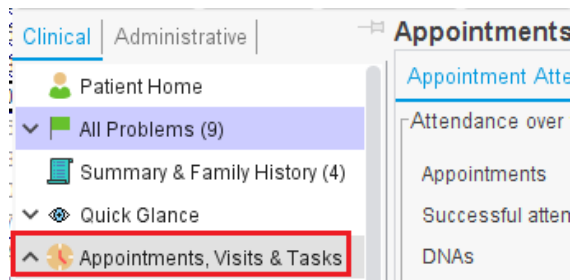 Clinical
Administrative
Patient Home
All Problems (9)
Summary & Family History (4)
Quick Glance
Appointments, Visits & Tasks
Appointments
Appointment Atte
Attendance over
Appointments
Successful atten
DNAs